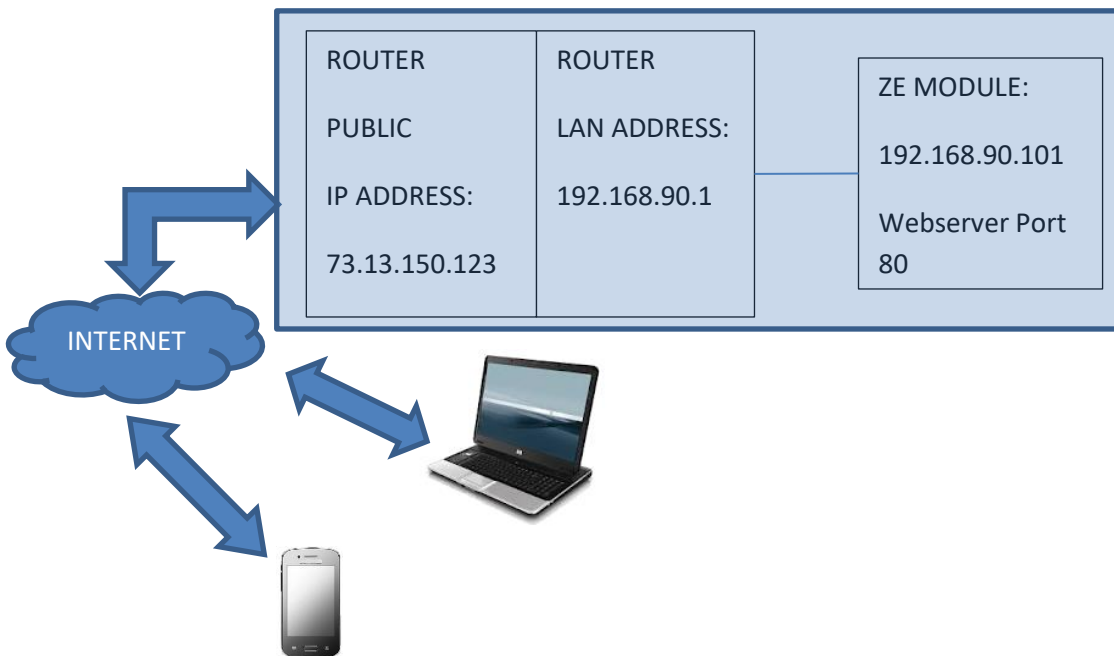 ROUTER
PUBLIC
IP ADDRESS:
73.13.150.123
ROUTER
LAN ADDRESS:
192.168.90.1
ZE MODULE:
192.168.90.101
Webserver Port
80
INTERNET